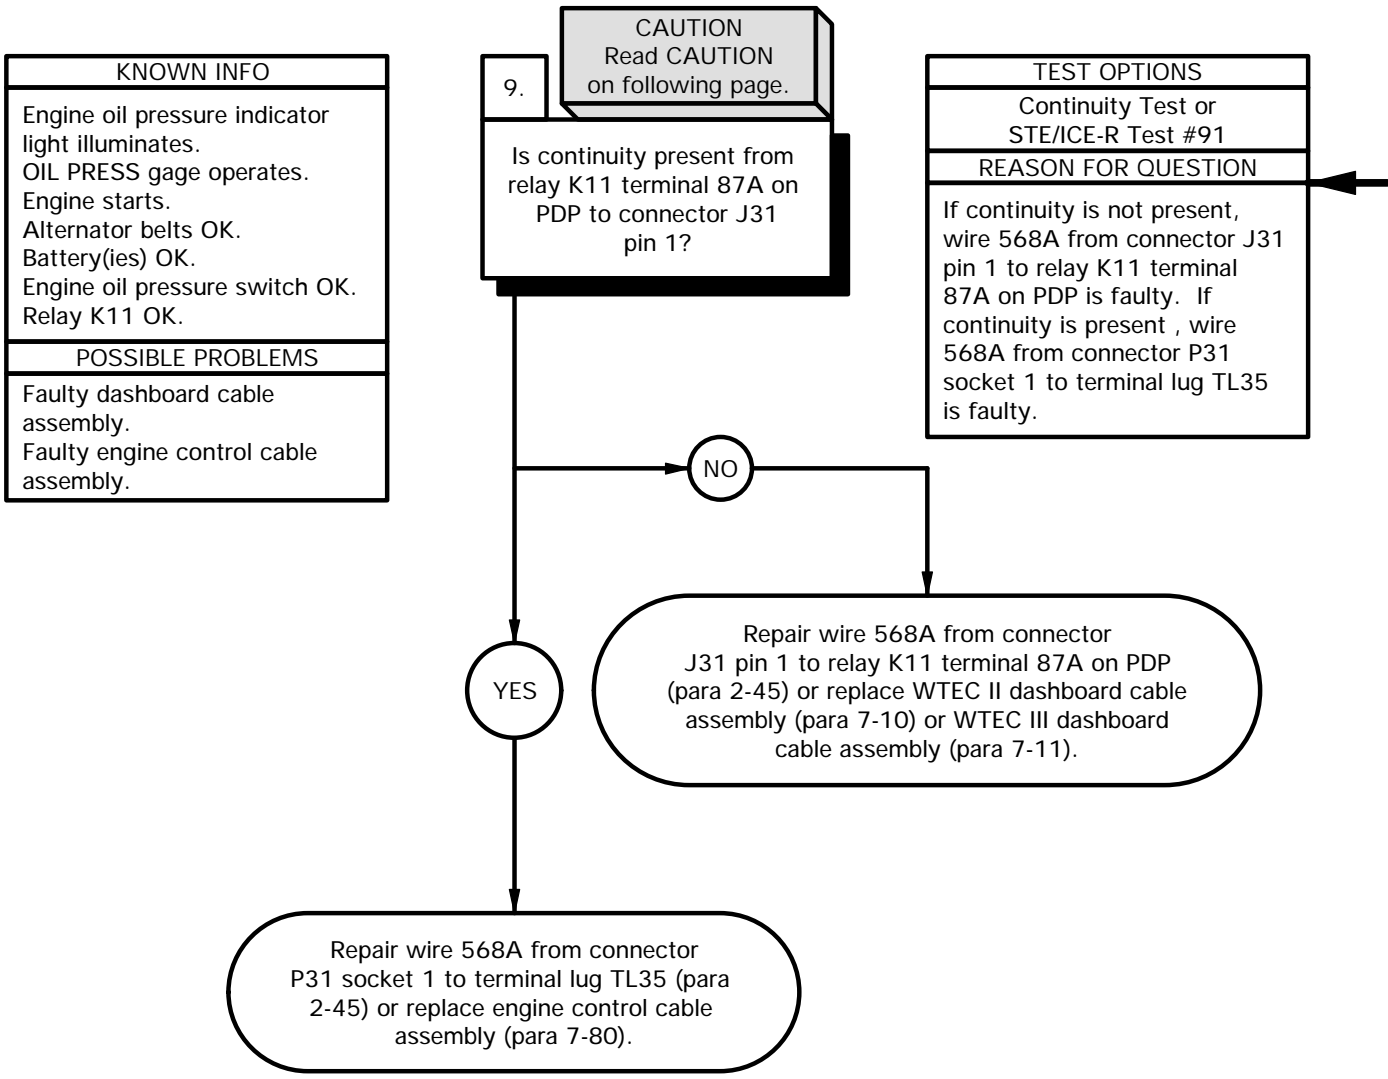 KNOWN INFO
Engine oil pressure indicator
light illuminates.
OIL PRESS gage operates.
Engine starts.
Alternator belts OK.
Battery(ies) OK.
Engine oil pressure switch OK.
Relay K11 OK.
POSSIBLE PROBLEMS
Faulty dashboard cable
assembly.
Faulty engine control cable
assembly.
9.
CAUTION
Read CAUTION
on following page.
Is continuity present from
relay K11 terminal 87A on
PDP to connector J31
pin 1?
TEST OPTIONS
Continuity Test or
STE/ICE-R Test #91
REASON FOR QUESTION
If continuity is not present,
wire 568A from connector J31
pin 1 to relay K11 terminal
87A on PDP is faulty.  If
continuity is present , wire
568A from connector P31
socket 1 to terminal lug TL35
is faulty.
NO
Repair wire 568A from connector
J31 pin 1 to relay K11 terminal 87A on PDP
(para 2-45) or replace WTEC II dashboard cable
assembly (para 7-10) or WTEC III dashboard
cable assembly (para 7-11).
YES
Repair wire 568A from connector
P31 socket 1 to terminal lug TL35 (para
2-45) or replace engine control cable
assembly (para 7-80).